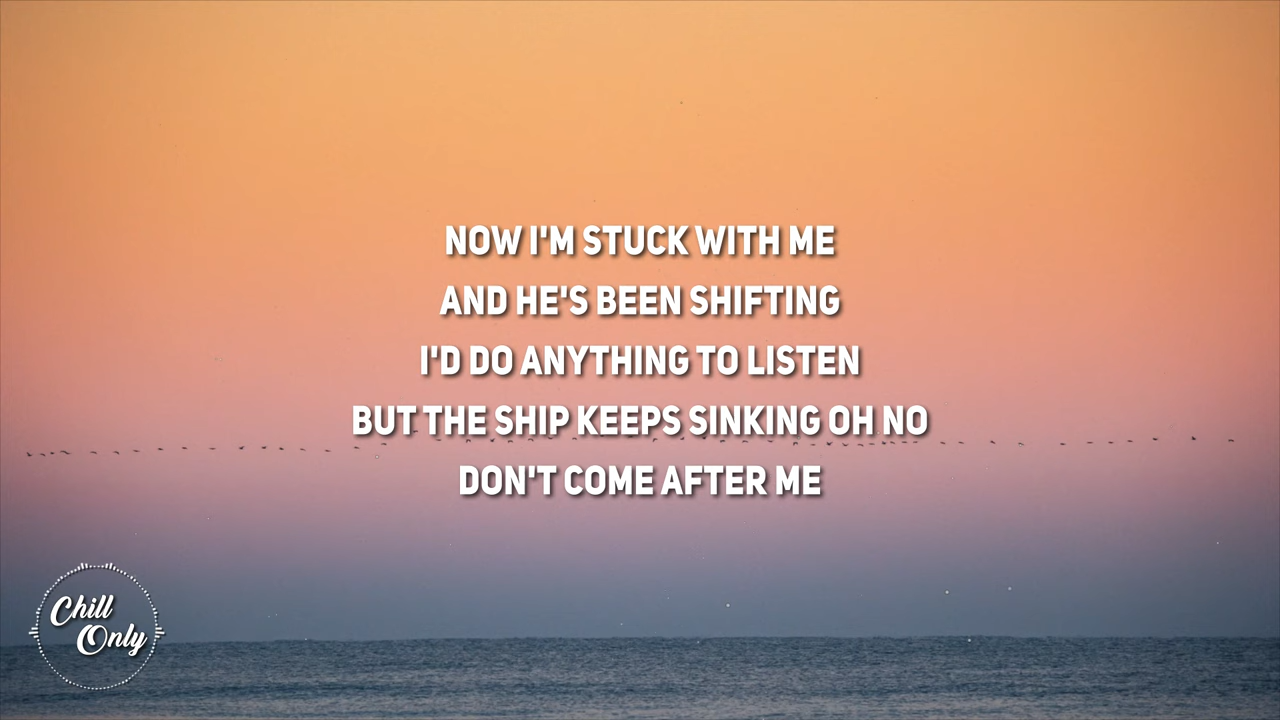 NOW I'M STUCK WITH ME
AND HE'S BEEN SHIFTING
I'D DO ANYTHING TO LISTEN
BUT THE SHIP KEEPS SINKING OH NO
DON'T COME AFTER ME
Chill
Only